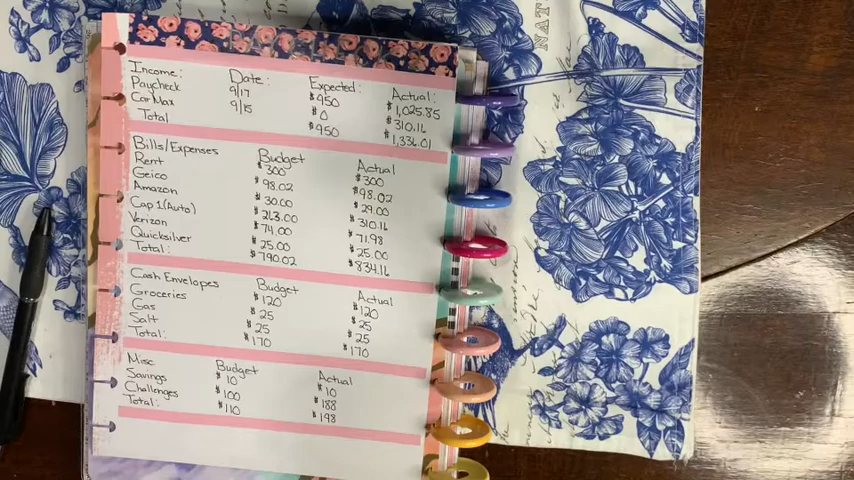 Income: Date: Expected: Actual:
Paycheck 9/17 $950 $1,025.85
CarMax 9/15 $0 $310.16
Total $950 $1,336.01
Bills/Expenses Budget Actual
Rent $300 $300
Geico $98.02 $98.02
Amazon $30.00 $29.00
Cap 1 (Auto) $263.00 $310.16
Verizon $74.00 $71.98
Quicksilver $25.00 $25.00
Total: $790.02 $834.16
Cash Envelopes Budget Actual
Groceries $120 $120
Gas $25 $25
Salt $25 $25
Total: $170 $170
Misc Budget Actual
Savings $10 $10
Challenges $100 $188
Total: $110 $198
NAT